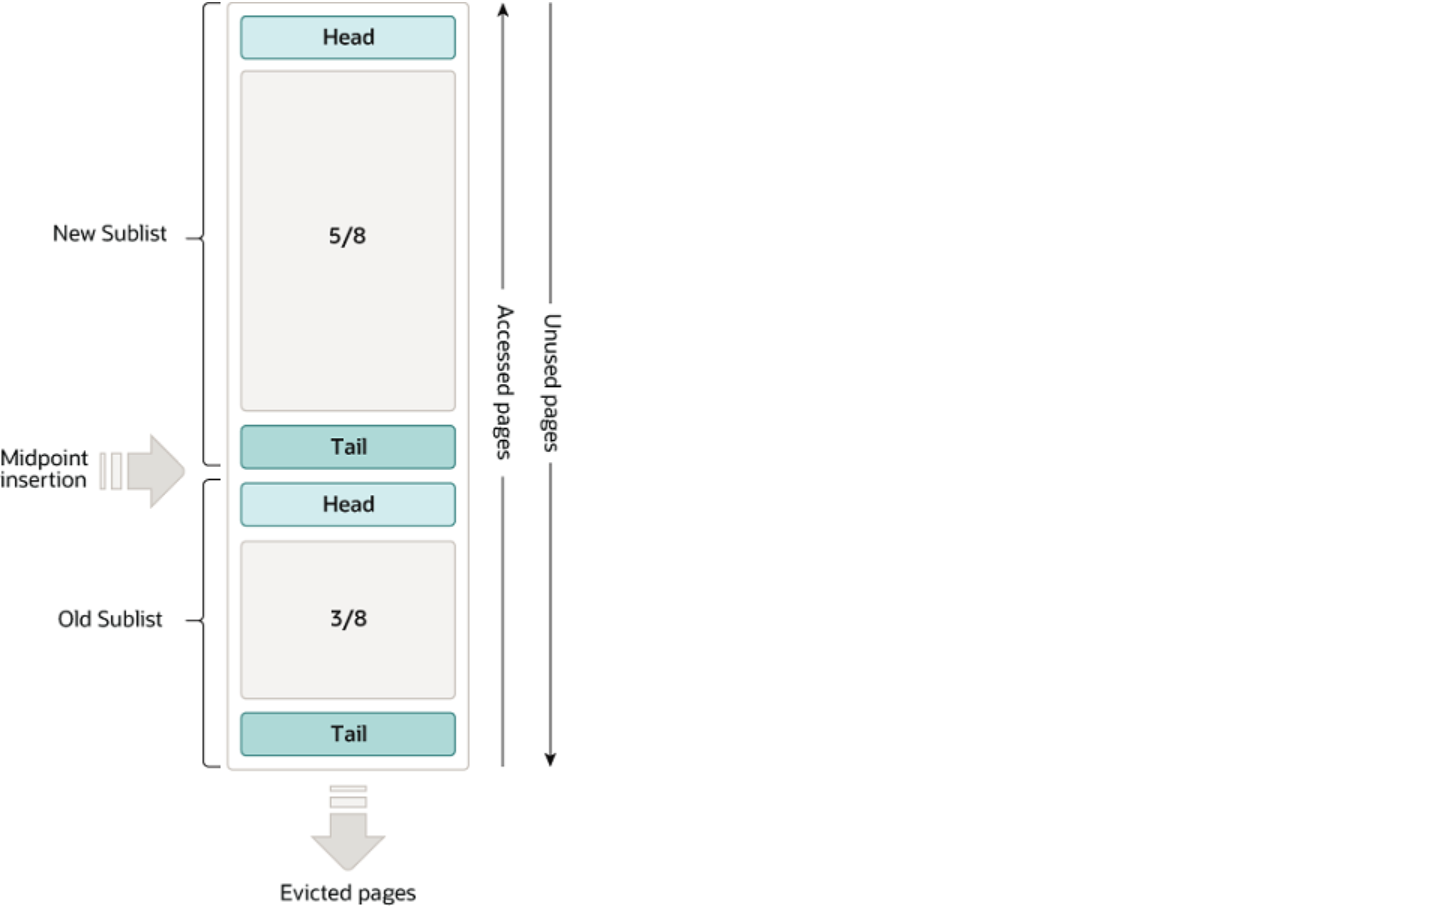 Head
5/8
New Sublist
Tail
Midpoint
insertion
Head
3/8
Old Sublist
Tail
Accessed pages
Unused pages
Evicted pages